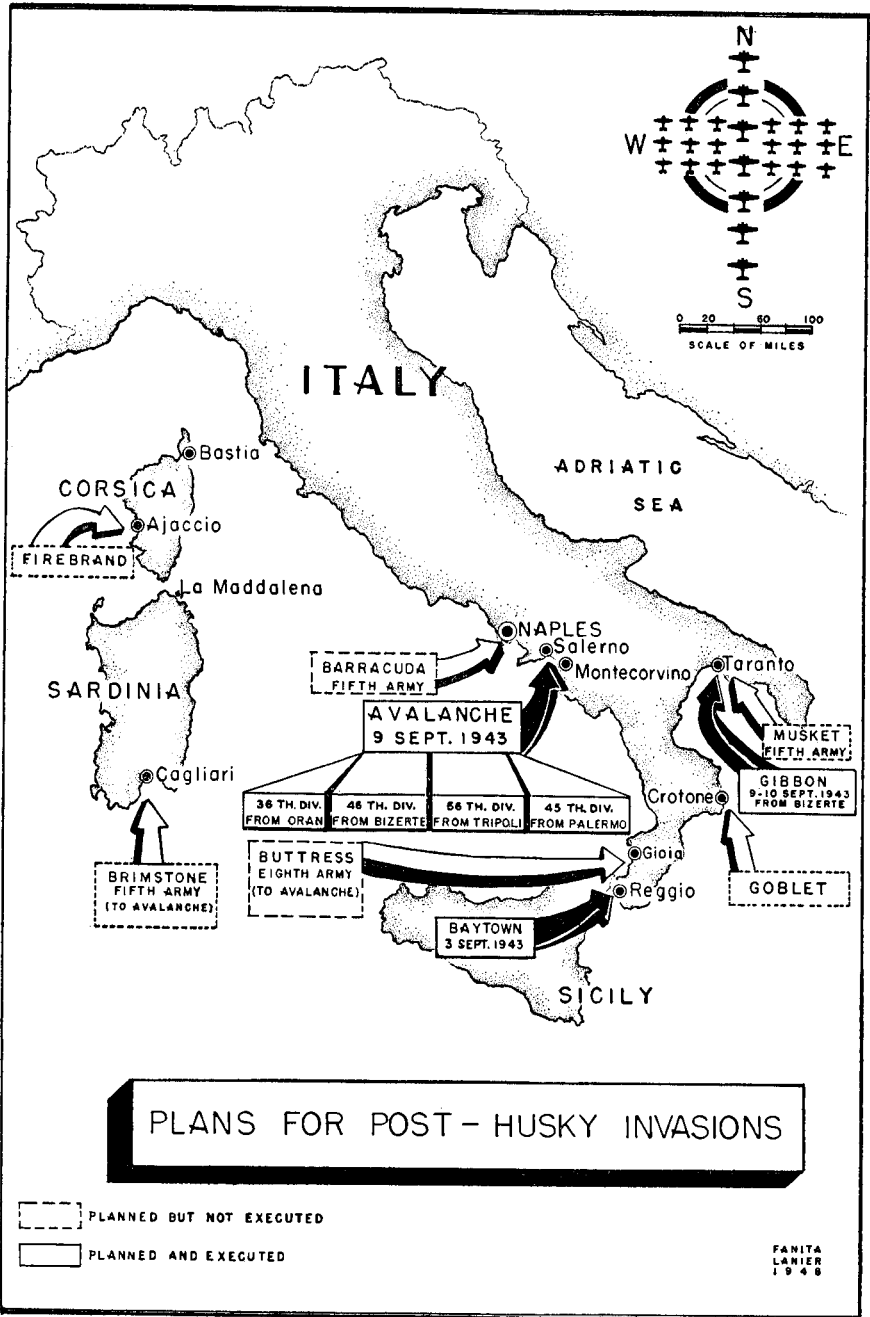 N
W
E
S
0 20 60 100
SCALE OF MILES
ITALY
ADRIATIC
SEA
Bastia
CORSICA
Ajaccio
FIREBRAND
La Maddalena
SARDINIA
Cagliari
BRIMSTONE
FIFTH ARMY
(TO AVALANCHE)
NAPLES
Salerno
Montecorvino
BARRACUDA
FIFTH ARMY
AVALANCHE
9 SEPT. 1943
36 TH. DIV.
FROM ORAN
46 TH. DIV.
FROM BIZERTE
56 TH. DIV.
FROM TRIPOLI
45 TH. DIV.
FROM PALERMO
Taranto
MUSKET
FIFTH ARMY
GIBBON
9-10 SEPT. 1943
FROM BIZERTE
Crotone
GOBLET
BUTTRESS
EIGHTH ARMY
(TO AVALANCHE)
Gioia
Reggio
BAYTOWN
3 SEPT. 1943
SICILY
PLANS FOR POST - HUSKY INVASIONS
PLANNED BUT NOT EXECUTED
PLANNED AND EXECUTED
FANITA
LANIER
1948